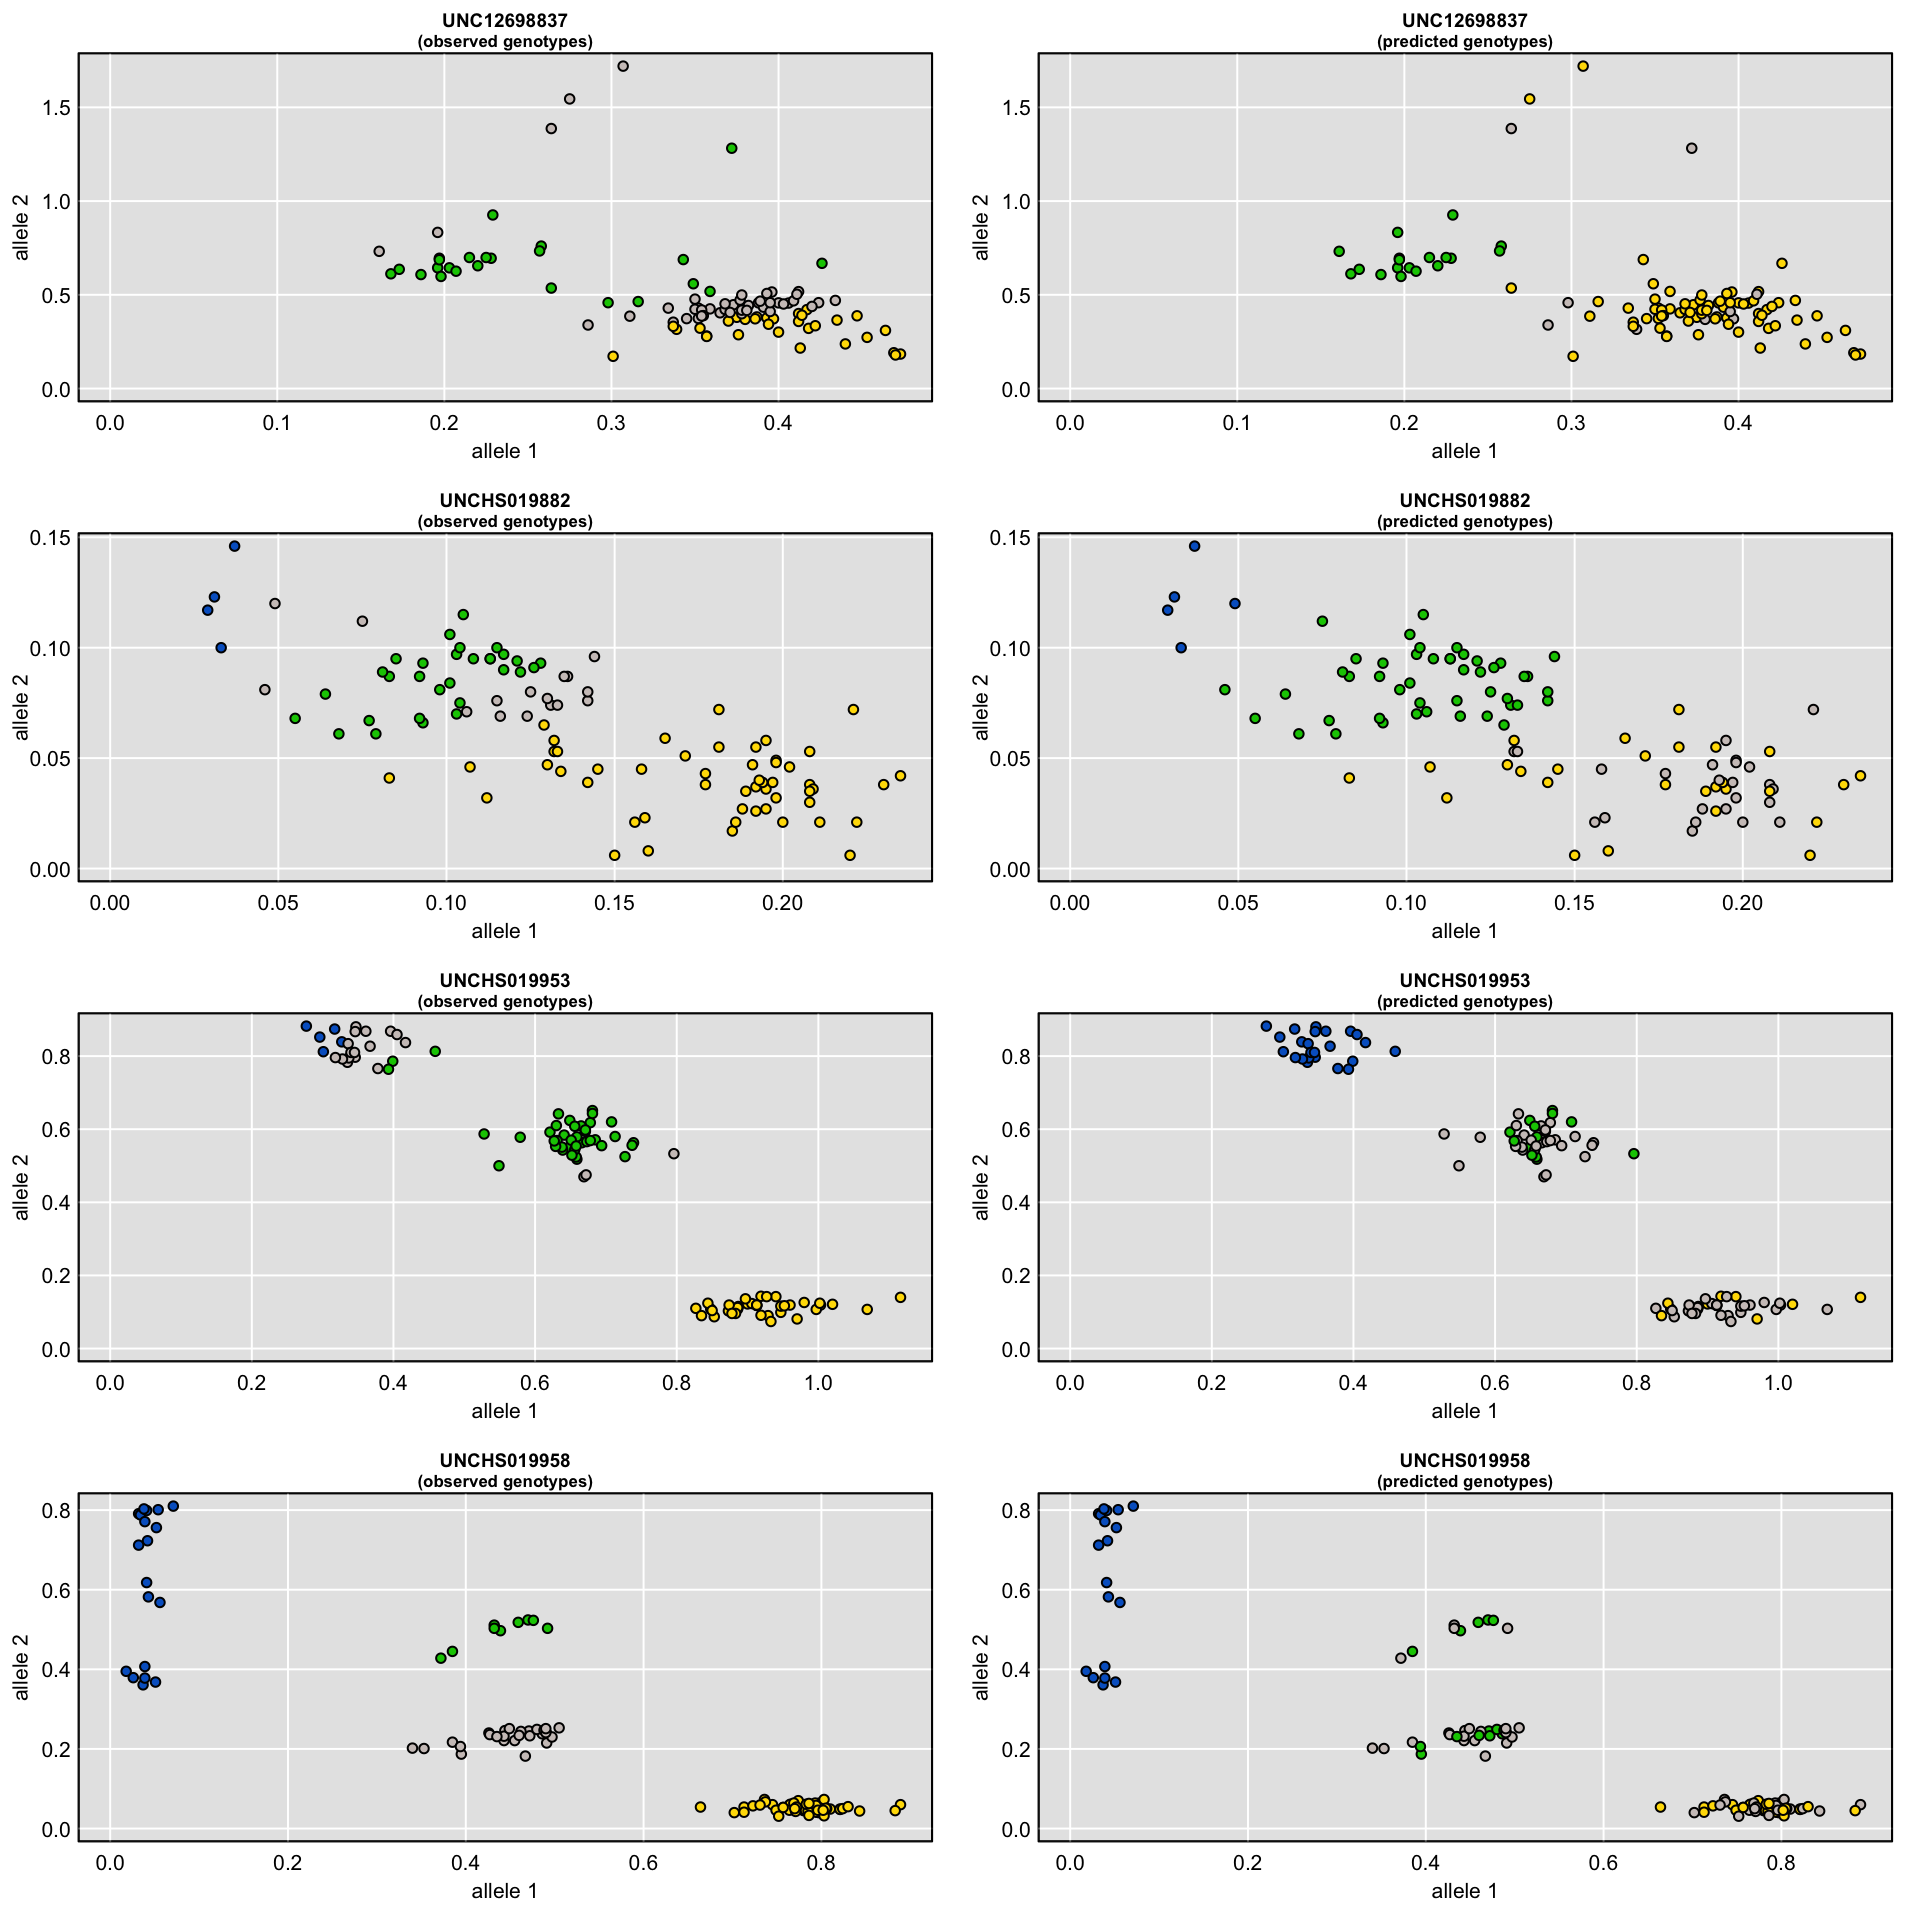 UNC12698837
(observed genotypes)
1.5
1.0
0.5
0.0
allele 2
0.0 0.1 0.2 0.3 0.4
allele 1
UNC12698837
(predicted genotypes)
1.5
1.0
0.5
0.0
allele 2
0.0 0.1 0.2 0.3 0.4
allele 1
UNCHS019882
(observed genotypes)
0.15
0.10
0.05
0.00
allele 2
0.00 0.05 0.10 0.15 0.20
allele 1
UNCHS019882
(predicted genotypes)
0.15
0.10
0.05
0.00
allele 2
0.00 0.05 0.10 0.15 0.20
allele 1
UNCHS019953
(observed genotypes)
0.8
0.6
0.4
0.2
0.0
allele 2
0.0 0.2 0.4 0.6 0.8 1.0
allele 1
UNCHS019953
(predicted genotypes)
0.8
0.6
0.4
0.2
0.0
allele 2
0.0 0.2 0.4 0.6 0.8 1.0
allele 1
UNCHS019958
(observed genotypes)
0.8
0.6
0.4
0.2
0.0
allele 2
0.0 0.2 0.4 0.6 0.8
allele 1
UNCHS019958
(predicted genotypes)
0.8
0.6
0.4
0.2
0.0
allele 2
0.0 0.2 0.4 0.6 0.8
allele 1